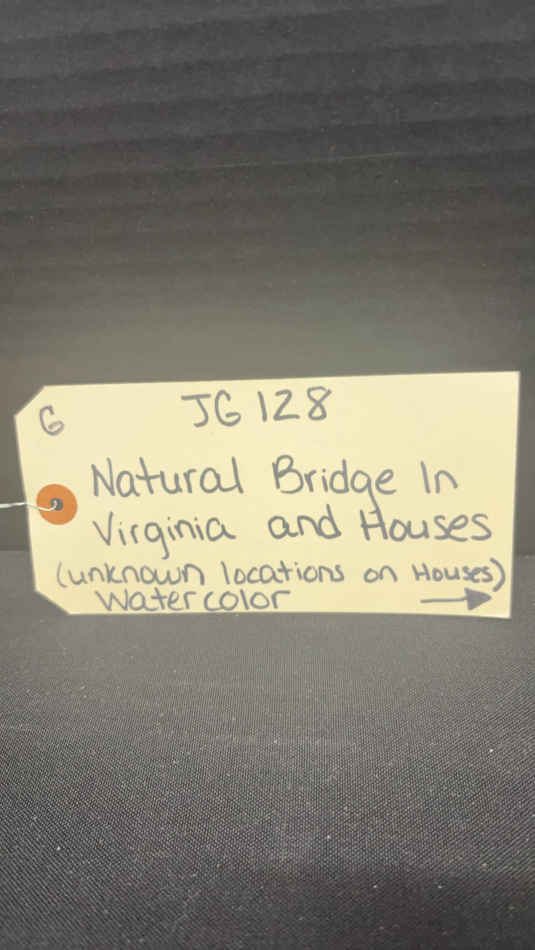 G JG 128
Natural Bridge In
Virginia and Houses
(unknown locations on Houses)
Watercolor